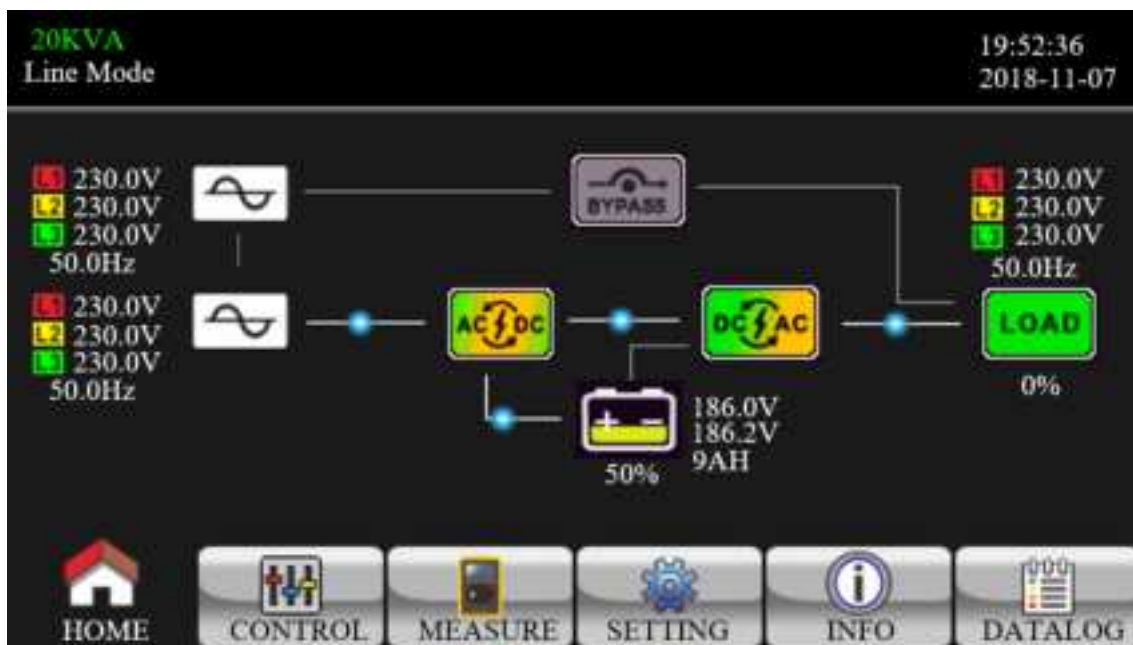 20KVA
Line Mode
19:52:36
2018-11-07
L1 230.0V
L2 230.0V
L3 230.0V
50.0Hz
BYPASS
L1 230.0V
L2 230.0V
L3 230.0V
50.0Hz
L1 230.0V
L2 230.0V
L3 230.0V
50.0Hz
AC DC
DC AC
LOAD
0%
186.0V
186.2V
9AH
50%
HOME
CONTROL
MEASURE
SETTING
INFO
DATALOG